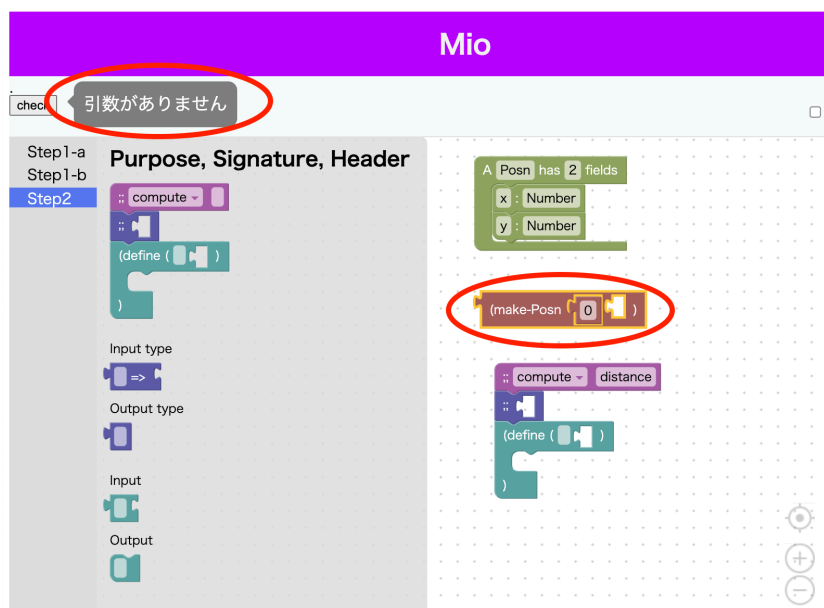 Mio
check
引数がありません
Step1-a
Step1-b
Step2
Purpose, Signature, Header
;; compute
;;
(define ( )
)
Input type
=>
Output type
Input
Output
A Posn has 2 fields
x : Number
y : Number
(make-Posn 0 )
;; compute distance
;;
(define ( )
)